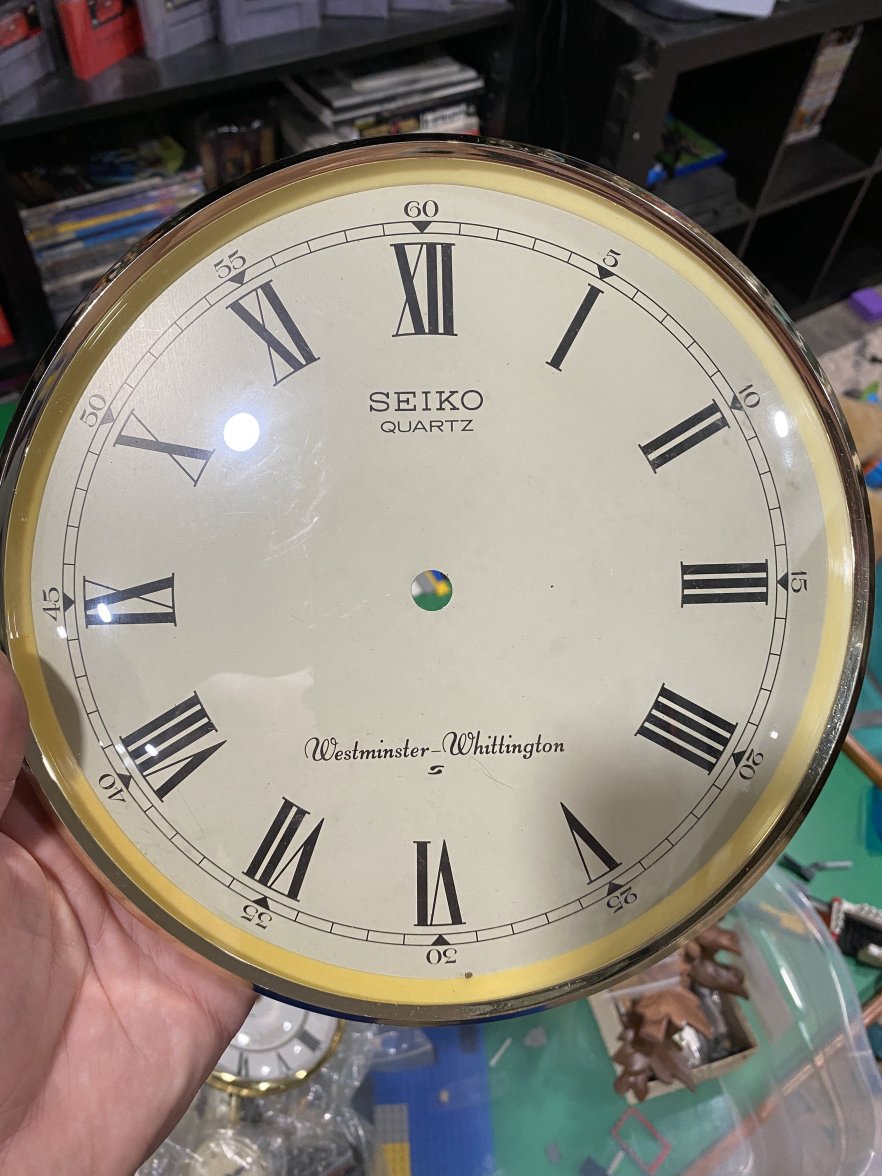 60
55
5
XII
XI
I
50
10
X
SEIKO
QUARTZ
II
45
IX
III
15
VIII
Westminster-Whittington
IIII
40
20
VII
VI
V
35
30
25